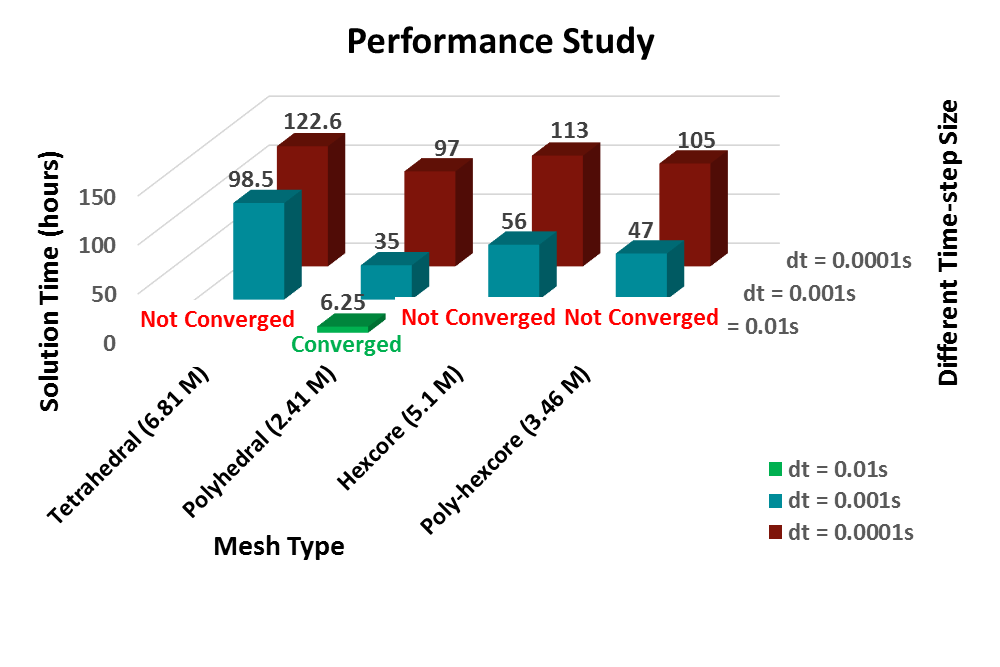 Performance Study
Solution Time (hours)
150
100
50
0
122.6
97
113
105
98.5
35
56
47
6.25
Not Converged
Converged
Not Converged
Not Converged
dt = 0.0001s
dt = 0.001s
= 0.01s
Different Time-step Size
Tetrahedral (6.81 M)
Polyhedral (2.41 M)
Hexcore (5.1 M)
Poly-hexcore (3.46 M)
Mesh Type
dt = 0.01s
dt = 0.001s
dt = 0.0001s